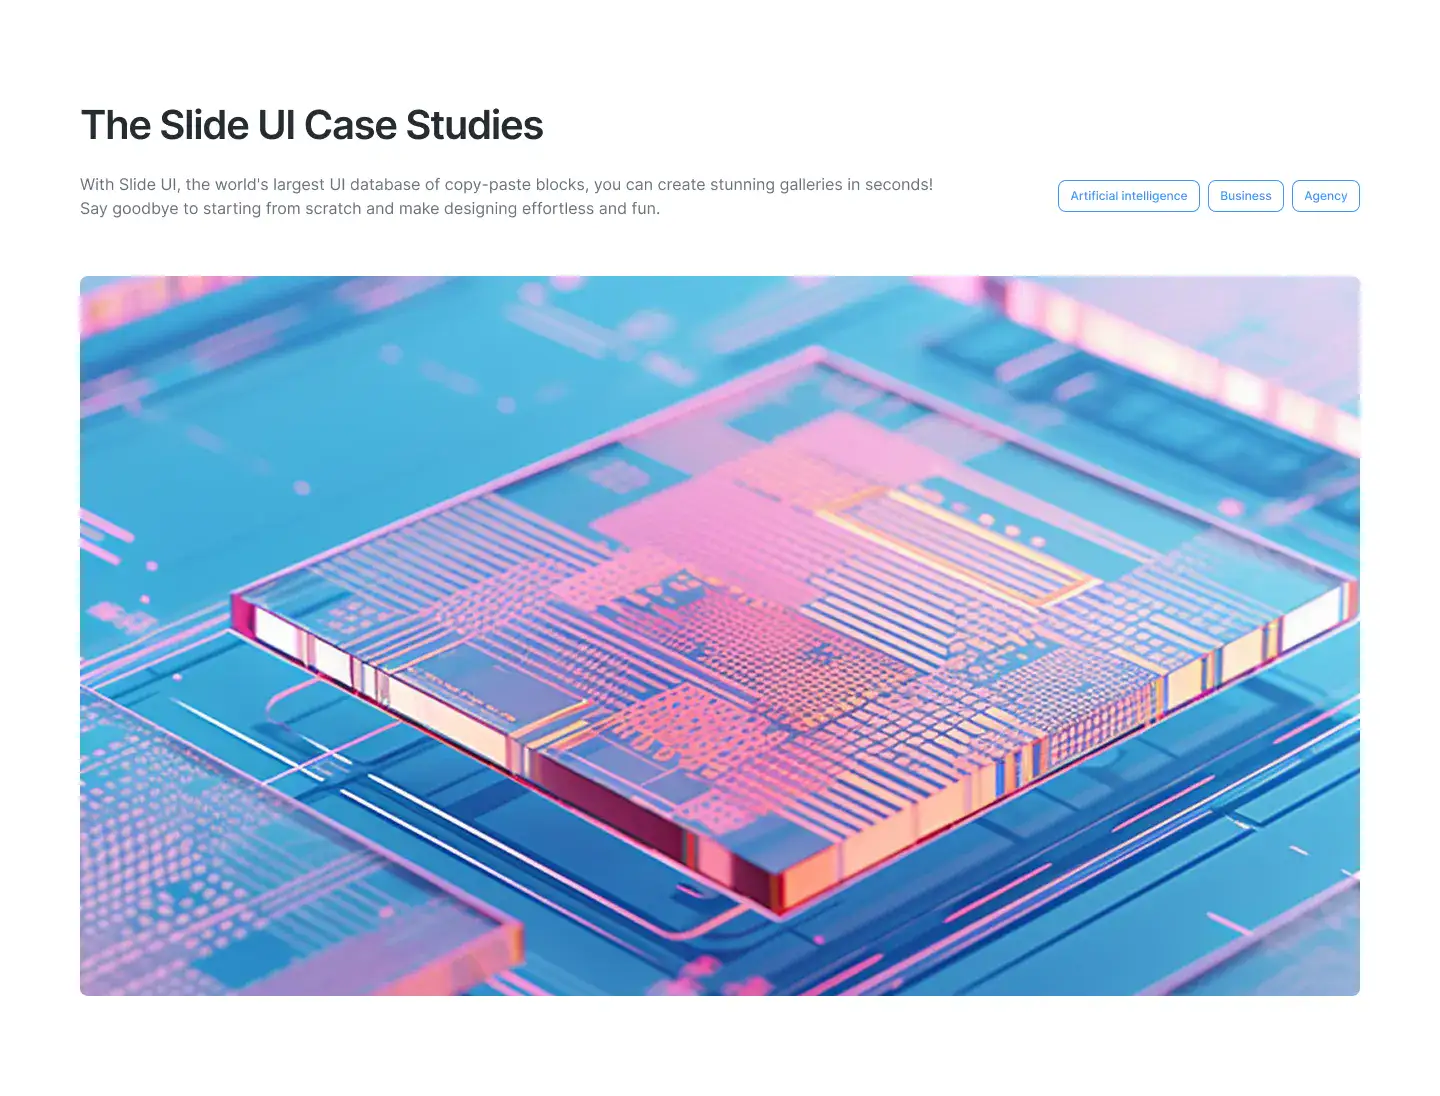 The Slide UI Case Studies
With Slide UI, the world's largest UI database of copy-paste blocks, you can create stunning galleries in seconds!
Say goodbye to starting from scratch and make designing effortless and fun.
Artificial intelligence
Business
Agency